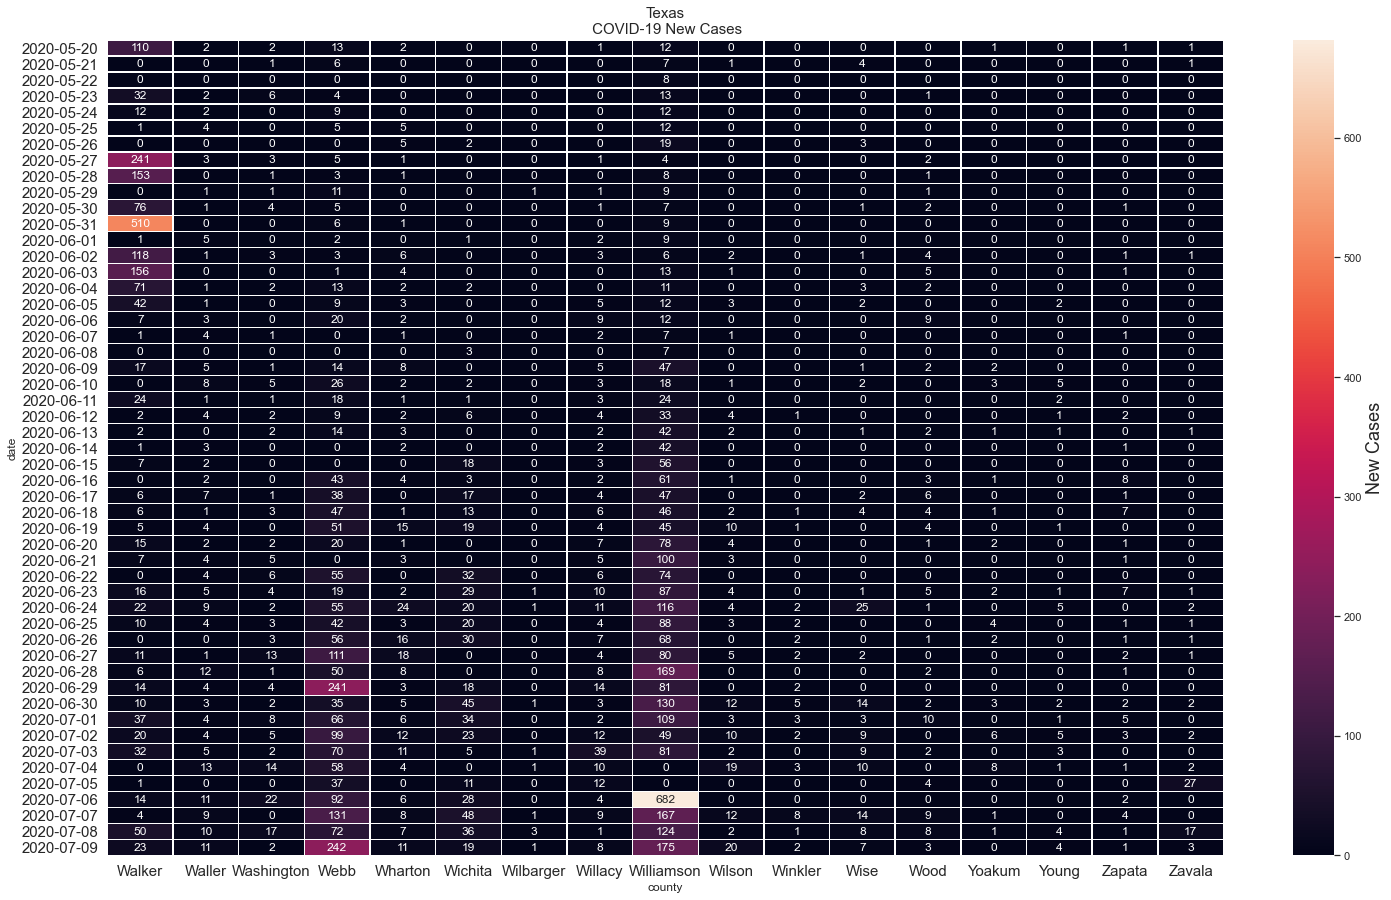 Texas
COVID-19 New Cases
2020-05-20 110 2 2 13 2 0 0 1 12 0 0 0 0 1 0 1 1
2020-05-21 0 0 1 6 0 0 0 0 7 1 0 4 0 0 0 0 1
2020-05-22 0 0 0 0 0 0 0 0 8 0 0 0 0 0 0 0 0
2020-05-23 32 2 6 4 0 0 0 0 13 0 0 0 1 0 0 0 0
2020-05-24 12 2 0 9 0 0 0 0 12 0 0 0 0 0 0 0 0
2020-05-25 1 4 0 5 5 0 0 0 12 0 0 0 0 0 0 0 0
2020-05-26 0 0 0 0 5 2 0 0 19 0 0 3 0 0 0 0 0
2020-05-27 241 3 3 5 1 0 0 1 4 0 0 0 2 0 0 0 0
2020-05-28 153 0 1 3 1 0 0 0 8 0 0 0 1 0 0 0 0
2020-05-29 0 1 1 11 0 0 1 1 9 0 0 0 1 0 0 0 0
2020-05-30 76 1 4 5 0 0 0 1 7 0 0 1 2 0 0 1 0
2020-05-31 510 0 0 6 1 0 0 0 9 0 0 0 0 0 0 0 0
2020-06-01 1 5 0 2 0 1 0 2 9 0 0 0 0 0 0 0 0
2020-06-02 118 1 3 3 6 0 0 3 6 2 0 1 4 0 0 1 1
2020-06-03 156 0 0 1 4 0 0 0 13 1 0 0 5 0 0 1 0
2020-06-04 71 1 2 13 2 2 0 0 11 0 0 3 2 0 0 0 0
2020-06-05 42 1 0 9 3 0 0 5 12 3 0 2 0 0 2 0 0
2020-06-06 7 3 0 20 2 0 0 9 12 0 0 0 9 0 0 0 0
2020-06-07 1 4 1 0 1 0 0 2 7 1 0 0 0 0 0 1 0
2020-06-08 0 0 0 0 0 3 0 0 7 0 0 0 0 0 0 0 0
2020-06-09 17 5 1 14 8 0 0 5 47 0 0 1 2 2 0 0 0
2020-06-10 0 8 5 26 2 2 0 3 18 1 0 2 0 3 5 0 0
2020-06-11 24 1 1 18 1 1 0 3 24 0 0 0 0 0 2 0 0
2020-06-12 2 4 2 9 2 6 0 4 33 4 1 0 0 0 1 2 0
2020-06-13 2 0 2 14 3 0 0 2 42 2 0 1 2 1 1 0 1
2020-06-14 1 3 0 0 2 0 0 2 42 0 0 0 0 0 0 1 0
2020-06-15 7 2 0 0 0 18 0 3 56 0 0 0 0 0 0 0 0
2020-06-16 0 2 0 43 4 3 0 2 61 1 0 0 3 1 0 8 0
2020-06-17 6 7 1 38 0 17 0 4 47 0 0 2 6 0 0 1 0
2020-06-18 6 1 3 47 1 13 0 6 46 2 1 4 4 1 0 7 0
2020-06-19 5 4 0 51 15 19 0 4 45 10 1 0 4 0 1 0 0
2020-06-20 15 2 2 20 1 0 0 7 78 4 0 0 1 2 0 1 0
2020-06-21 7 4 5 0 3 0 0 5 100 3 0 0 0 0 0 1 0
2020-06-22 0 4 6 55 0 32 0 6 74 0 0 0 0 0 0 0 0
2020-06-23 16 5 4 19 2 29 1 10 87 4 0 1 5 2 1 7 1
2020-06-24 22 9 2 55 24 20 1 11 116 4 2 25 1 0 5 0 2
2020-06-25 10 4 3 42 3 20 0 4 88 3 2 0 0 4 0 1 1
2020-06-26 0 0 3 56 16 30 0 7 68 0 2 0 1 2 0 1 1
2020-06-27 11 1 13 111 18 0 0 4 80 5 2 2 0 0 0 2 1
2020-06-28 6 12 1 50 8 0 0 8 169 0 0 0 2 0 0 1 0
2020-06-29 14 4 4 241 3 18 0 14 81 0 2 0 0 0 0 0 0
2020-06-30 10 3 2 35 5 45 1 3 130 12 5 14 2 3 2 2 2
2020-07-01 37 4 8 66 6 34 0 2 109 3 3 3 10 0 1 5 0
2020-07-02 20 4 5 99 12 23 0 12 49 10 2 9 0 6 5 3 2
2020-07-03 32 5 2 70 11 5 1 39 81 2 0 9 2 0 3 0 0
2020-07-04 0 13 14 58 4 0 1 10 0 19 3 10 0 8 1 1 2
2020-07-05 1 0 0 37 0 11 0 12 0 0 0 0 4 0 0 0 27
2020-07-06 14 11 22 92 6 28 0 4 682 0 0 0 0 0 0 2 0
2020-07-07 4 9 0 131 8 48 1 9 167 12 8 14 9 1 0 4 0
2020-07-08 50 10 17 72 7 36 3 1 124 2 1 8 8 1 4 1 17
2020-07-09 23 11 2 242 11 19 1 8 175 20 2 7 3 0 4 1 3
Walker Waller Washington Webb Wharton Wichita Wilbarger Willacy Williamson Wilson Winkler Wise Wood Yoakum Young Zapata Zavala
county
date
600
500
400
300
200
100
0
New Cases